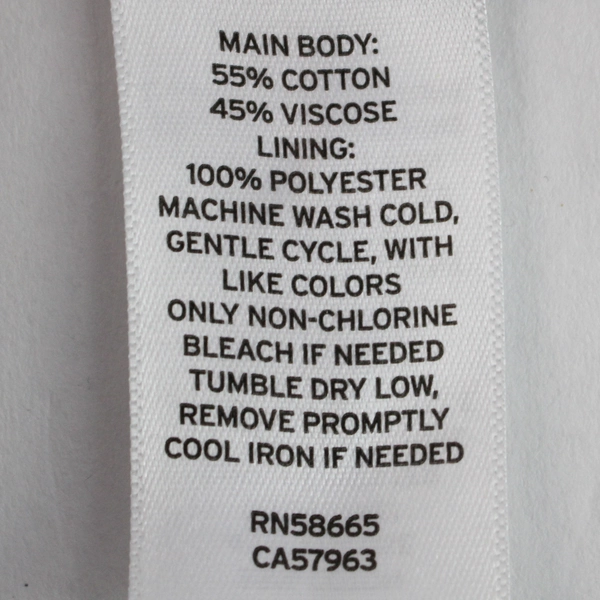 MAIN BODY:
55% COTTON
45% VISCOSE
LINING:
100% POLYESTER
MACHINE WASH COLD,
GENTLE CYCLE, WITH
LIKE COLORS
ONLY NON-CHLORINE
BLEACH IF NEEDED
TUMBLE DRY LOW,
REMOVE PROMPTLY
COOL IRON IF NEEDED
RN58665
CA57963